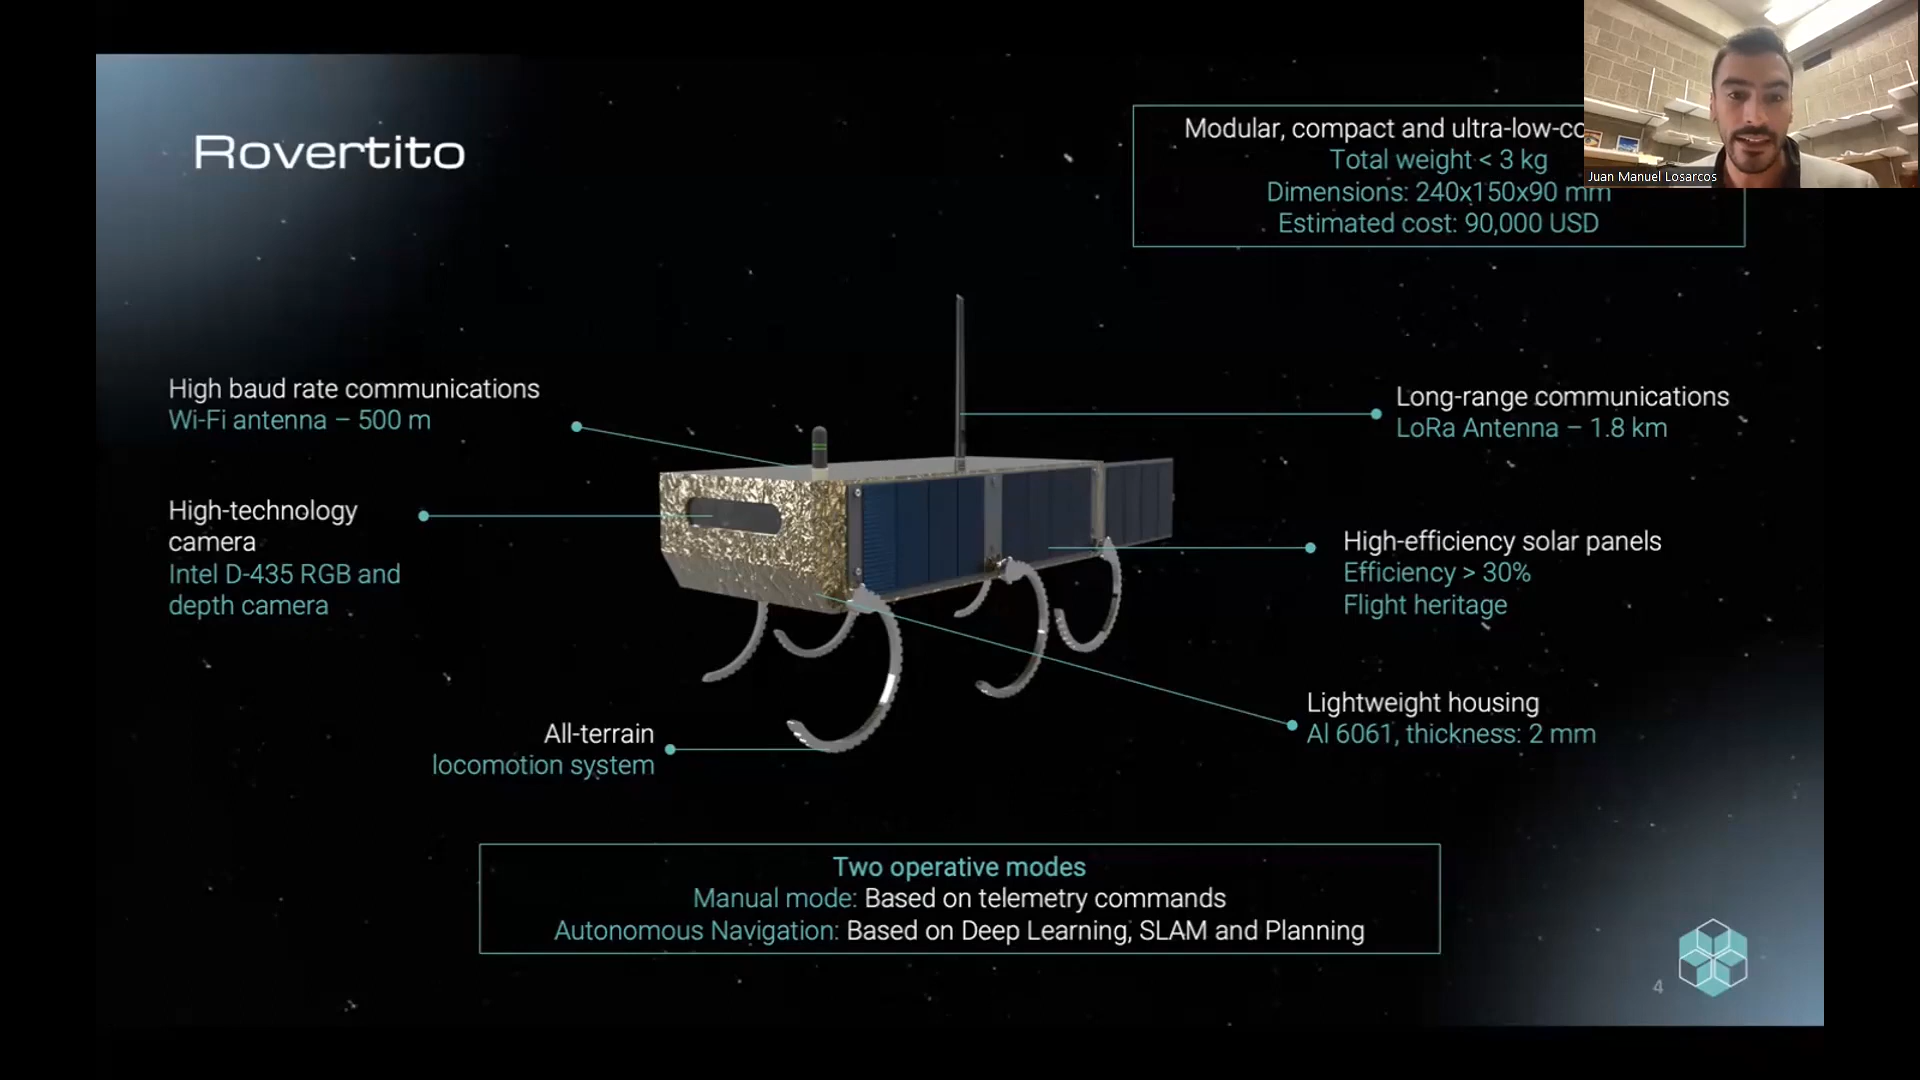 Rovertito
Modular, compact and ultra-low-co
Total weight < 3 kg
Dimensions: 240x150x90 mm
Estimated cost: 90,000 USD
Juan Manuel Losarcos
High baud rate communications
Wi-Fi antenna – 500 m
High-technology
camera
Intel D-435 RGB and
depth camera
All-terrain
locomotion system
Long-range communications
LoRa Antenna – 1.8 km
High-efficiency solar panels
Efficiency > 30%
Flight heritage
Lightweight housing
Al 6061, thickness: 2 mm
Two operative modes
Manual mode: Based on telemetry commands
Autonomous Navigation: Based on Deep Learning, SLAM and Planning
4